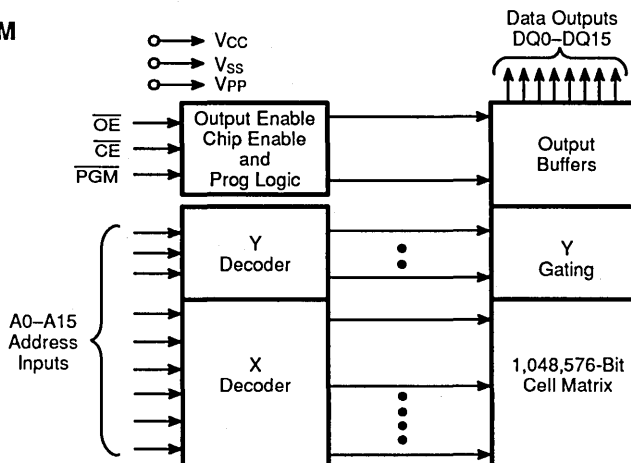 M
Data Outputs
DQ0–DQ15
VCC
VSS
VPP
OE
CE
PGM
Output Enable
Chip Enable
and
Prog Logic
Output
Buffers
Y
Decoder
Y
Gating
A0–A15
Address
Inputs
X
Decoder
1,048,576-Bit
Cell Matrix